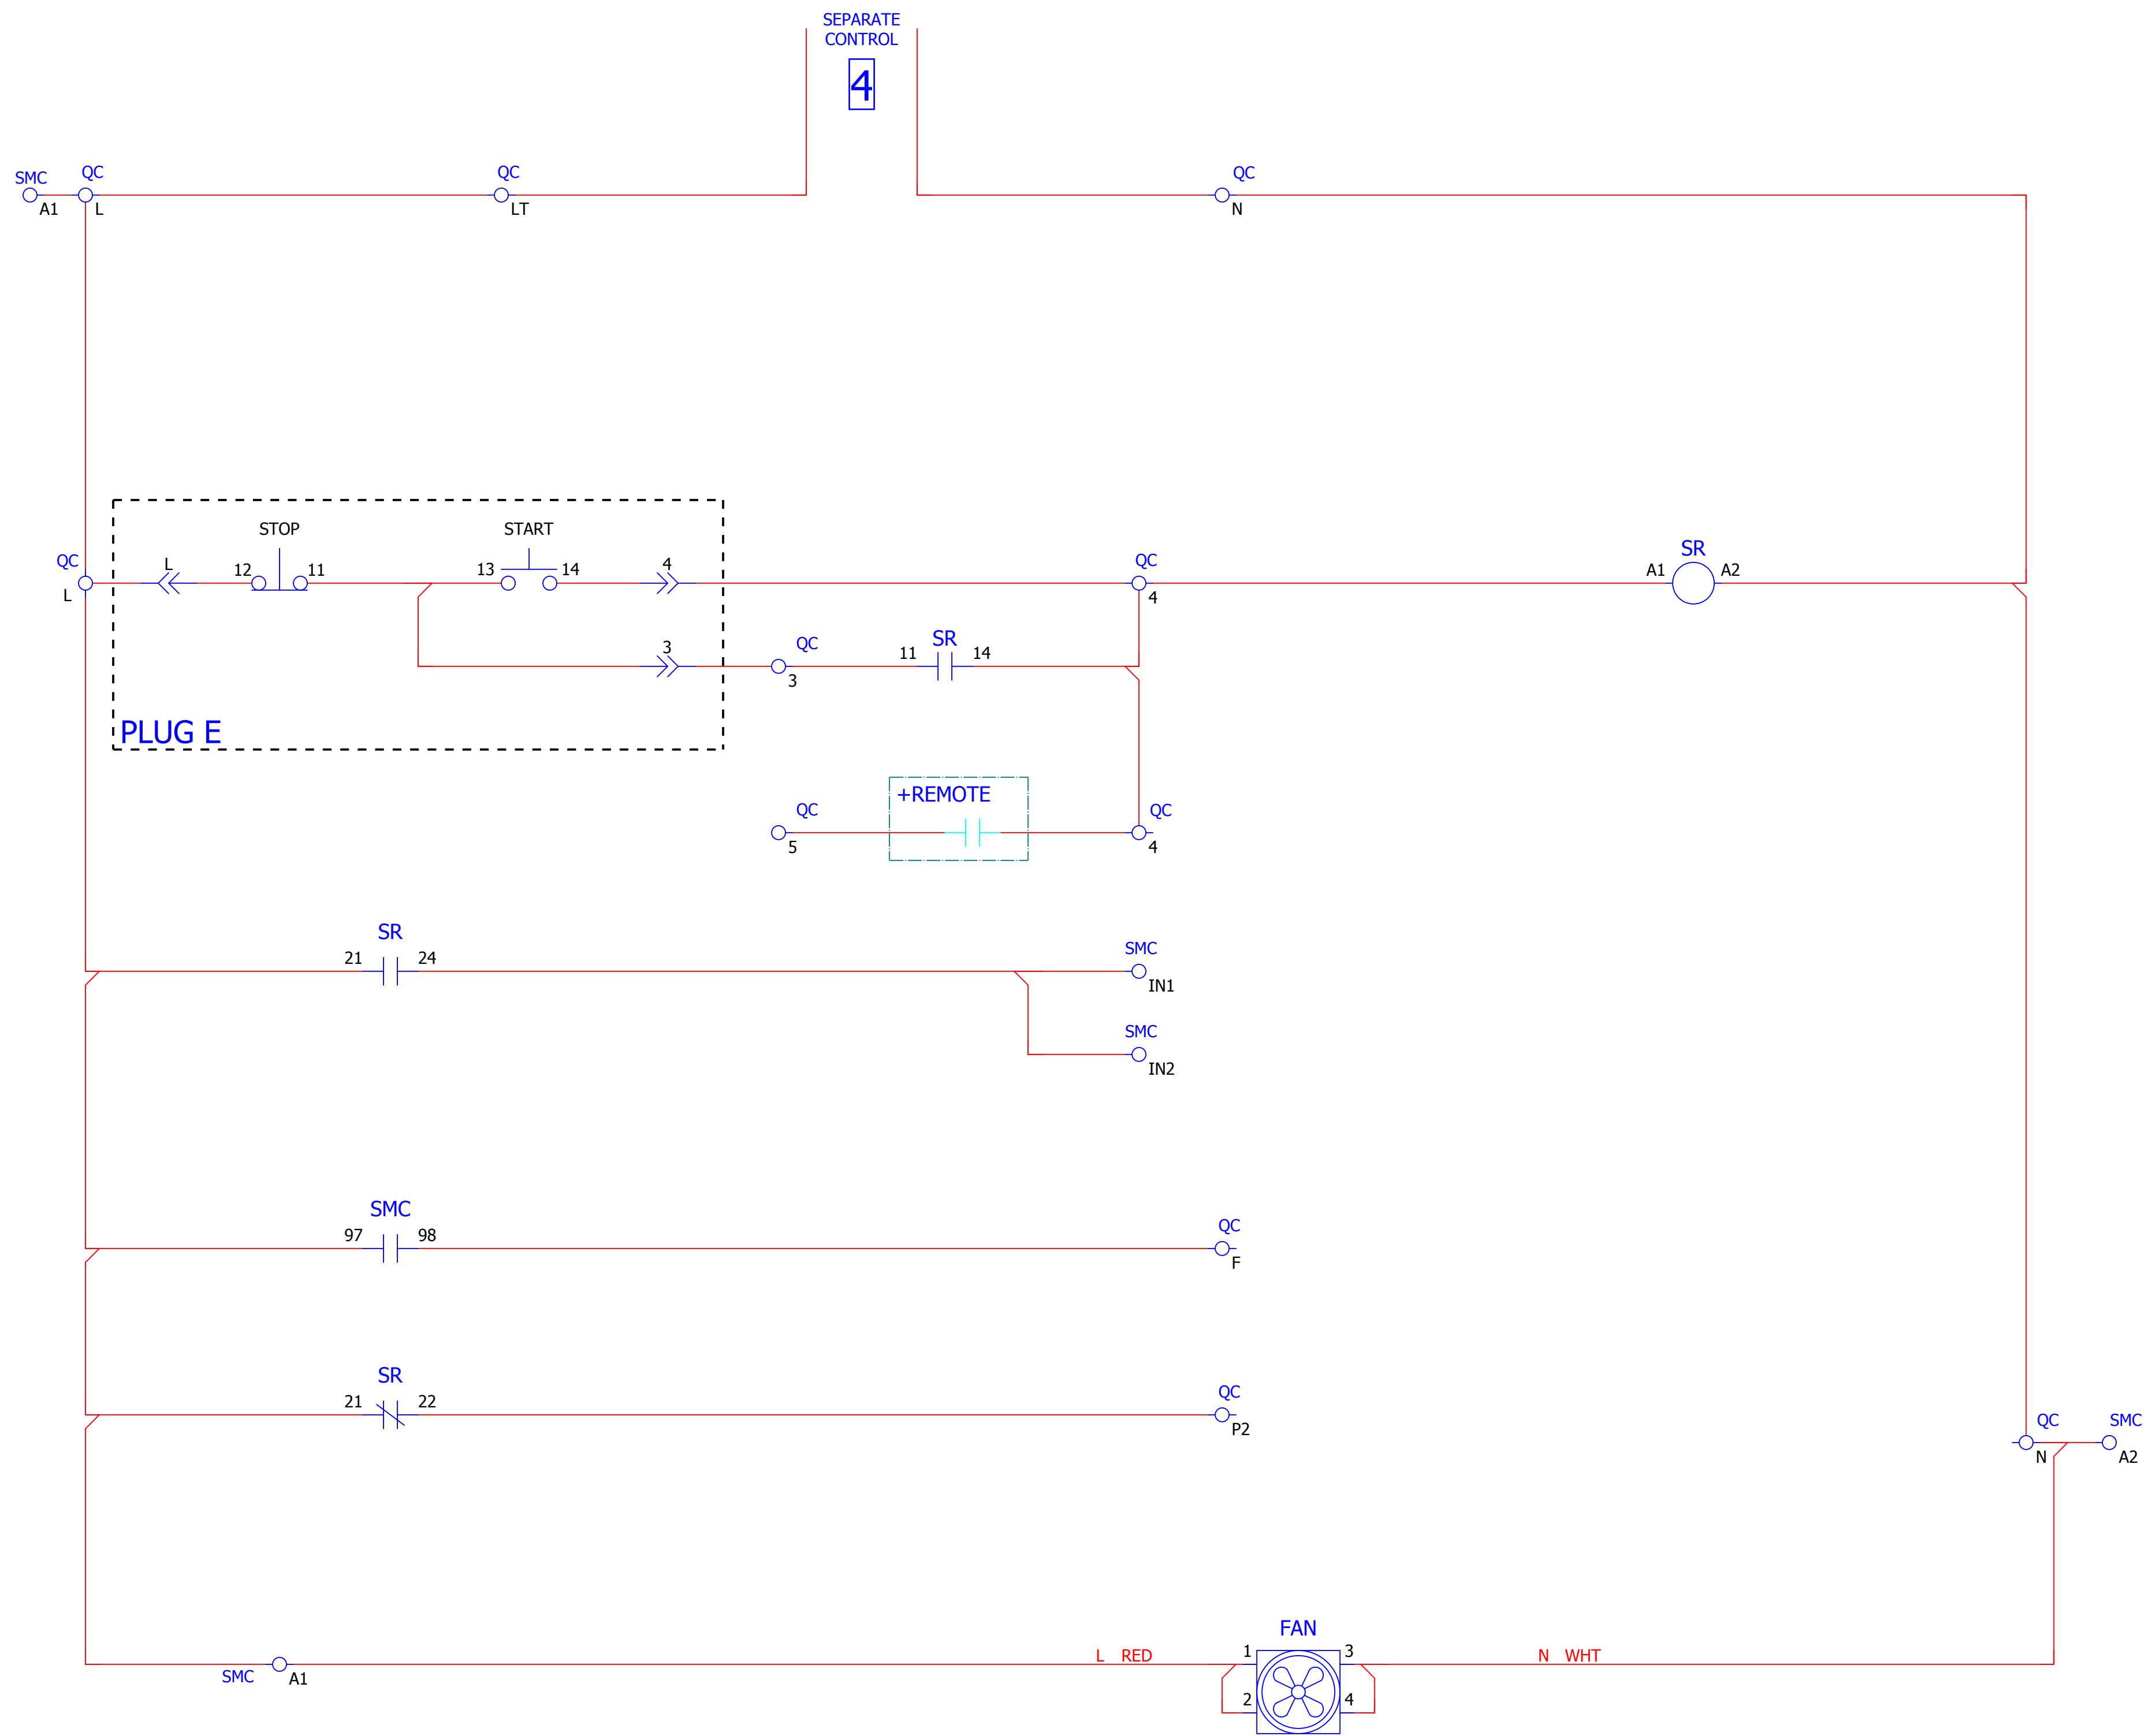 SEPARATE
CONTROL
4
SMC
A1
QC
L
QC
LT
QC
N
STOP
START
QC
L
L
12
11
13
14
4
QC
4
A1
SR
A2
3
QC
3
11
SR
14
PLUG E
+REMOTE
QC
5
QC
4
SR
21
24
SMC
IN1
SMC
IN2
SMC
97
98
QC
F
SR
21
22
QC
P2
QC
N
SMC
A2
FAN
SMC
A1
L RED
1
3
N WHT
2
4